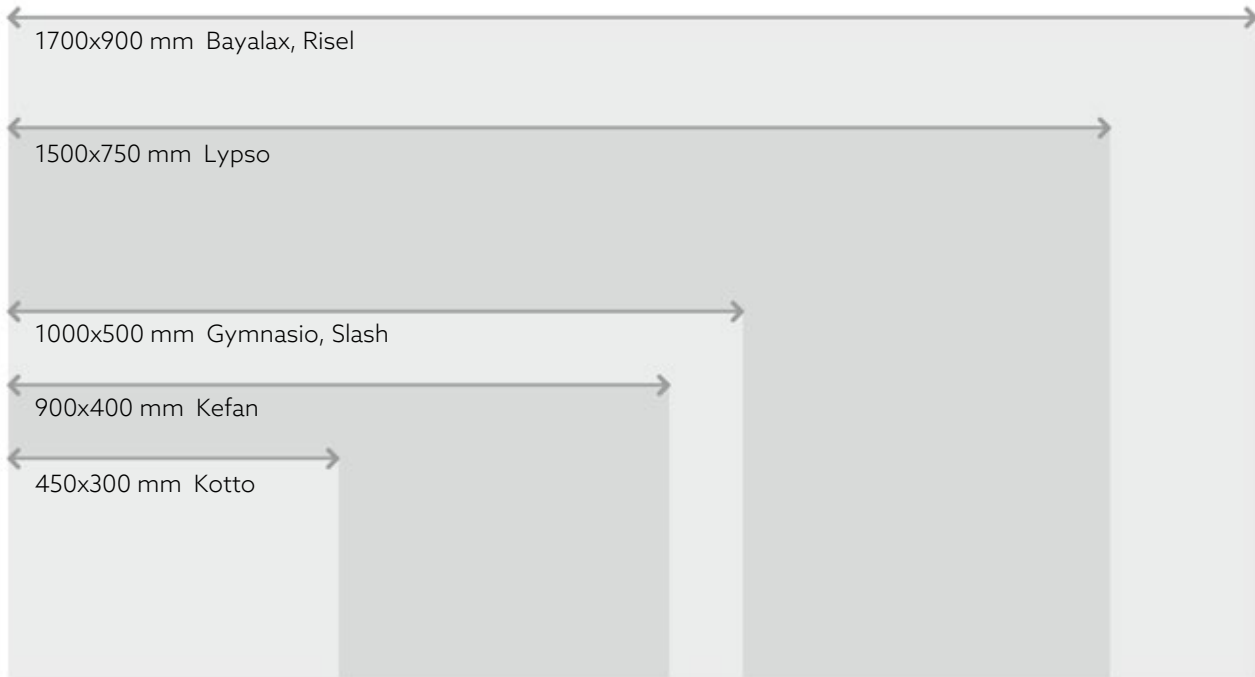 1700x900 mm  Bayalax, Risel
1500x750 mm  Lypso
1000x500 mm  Gymnasio, Slash
900x400 mm  Kefan
450x300 mm  Kotto